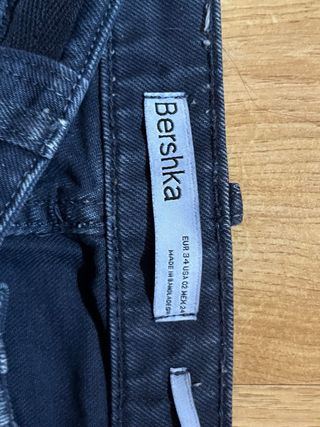 Bershka
EUR 34 USA 02 MEX 24
MADE IN BANGLADESH